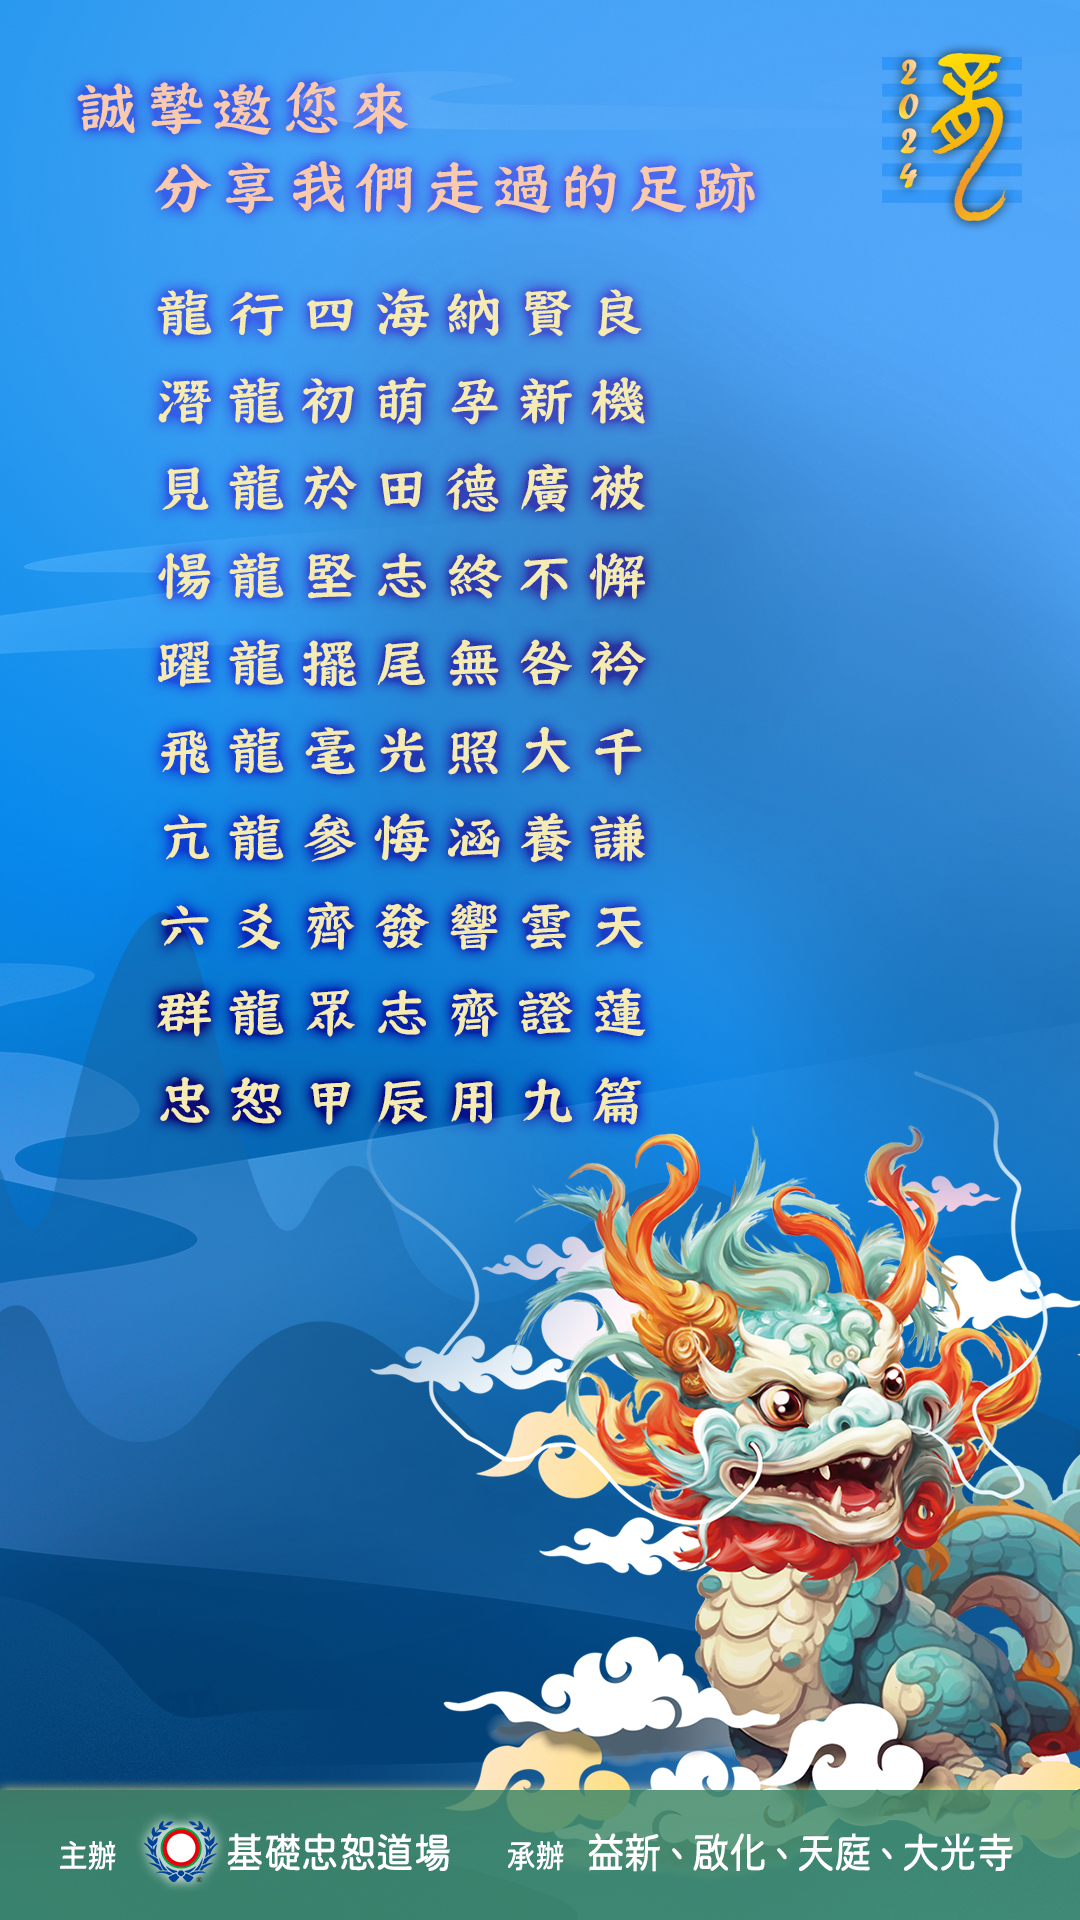 誠摯邀您來
分享我們走過的足跡
2024
龍行四海納賢良
潛龍初萌孕新機
見龍於田德廣被
惕龍堅志終不懈
躍龍擺尾無咎衿
飛龍毫光照大千
亢龍參悔涵養謙
六爻齊發響雲天
群龍眾志齊證蓮
忠恕甲辰用九篇
主辦 基礎忠恕道場 承辦 益新、啟化、天庭、大光寺